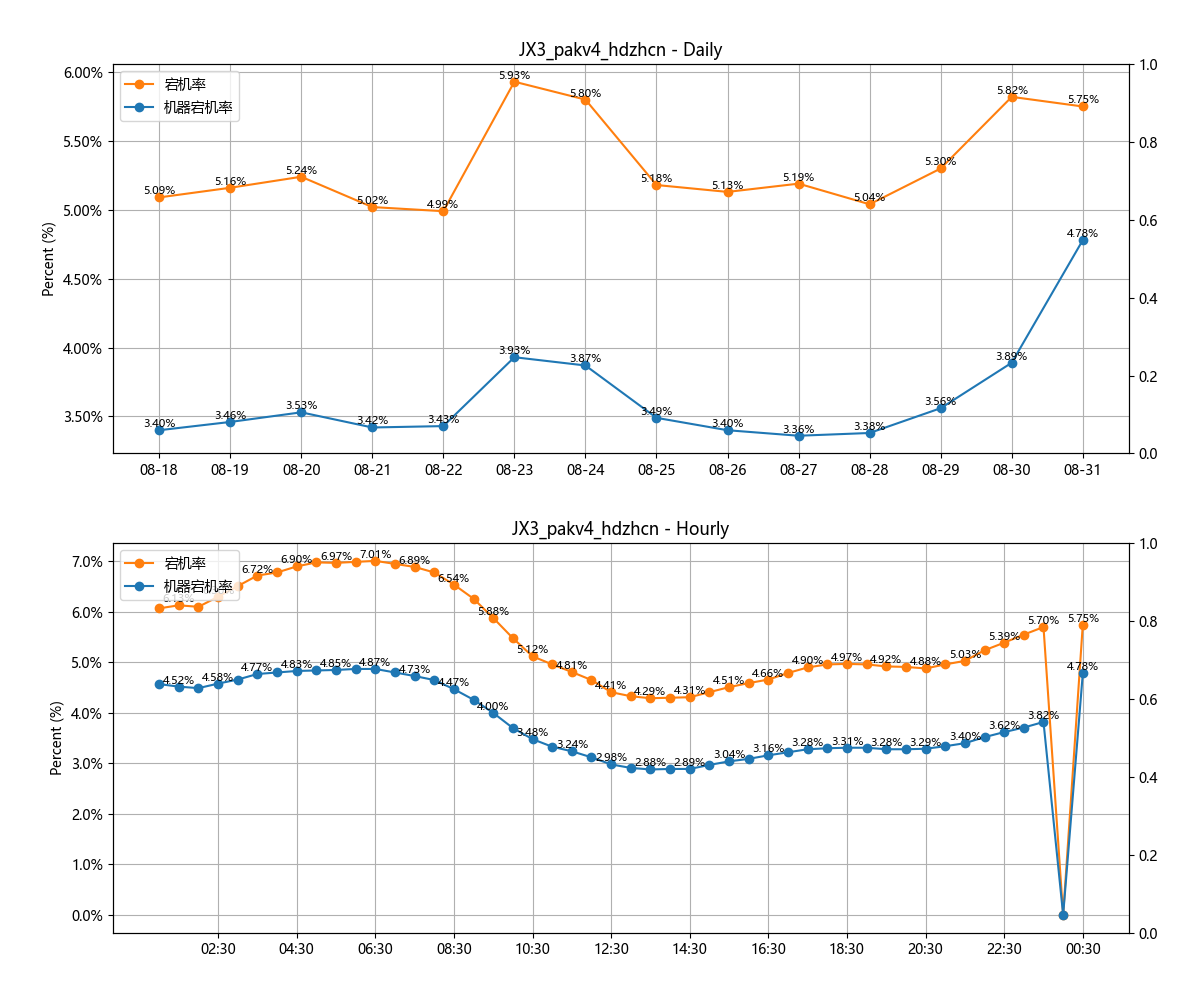 JX3_pakv4_hdzhcn - Daily
宕机率
机器宕机率
Percent (%)
6.00%
5.50%
5.00%
4.50%
4.00%
3.50%
1.0
0.8
0.6
0.4
0.2
0.0
5.09% 5.16% 5.24% 5.02% 4.99% 5.93% 5.80% 5.18% 5.13% 5.19% 5.04% 5.30% 5.82% 5.75%
3.40% 3.46% 3.53% 3.42% 3.43% 3.93% 3.87% 3.49% 3.40% 3.36% 3.38% 3.56% 3.89% 4.78%
08-18 08-19 08-20 08-21 08-22 08-23 08-24 08-25 08-26 08-27 08-28 08-29 08-30 08-31
JX3_pakv4_hdzhcn - Hourly
宕机率
机器宕机率
Percent (%)
7.0%
6.0%
5.0%
4.0%
3.0%
2.0%
1.0%
0.0%
1.0
0.8
0.6
0.4
0.2
0.0
6.13% 6.72% 6.90% 6.97% 7.01% 6.89% 6.54% 5.88% 5.12% 4.81% 4.41% 4.29% 4.31% 4.51% 4.66% 4.90% 4.97% 4.92% 4.88% 5.03% 5.39% 5.70% 5.75%
4.52% 4.58% 4.77% 4.83% 4.85% 4.87% 4.73% 4.47% 4.00% 3.48% 3.24% 2.98% 2.88% 2.89% 3.04% 3.16% 3.28% 3.31% 3.28% 3.29% 3.40% 3.62% 3.82% 4.78%
02:30 04:30 06:30 08:30 10:30 12:30 14:30 16:30 18:30 20:30 22:30 00:30